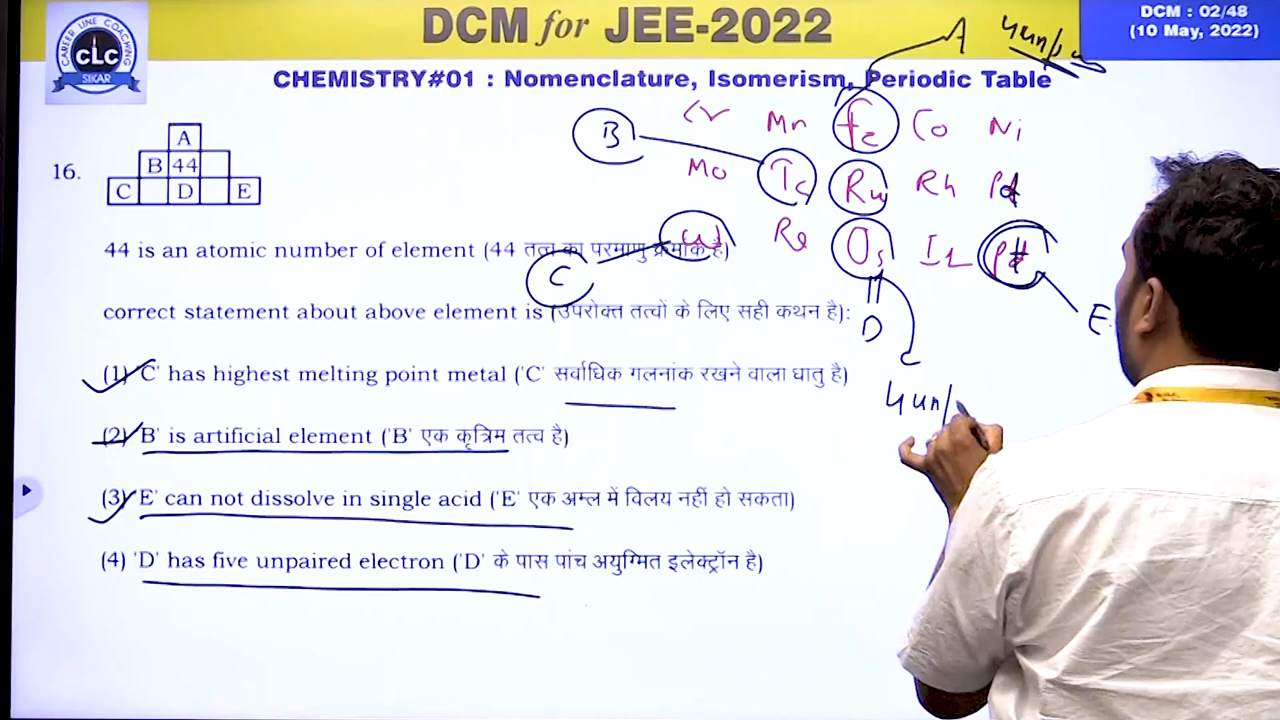 DCM for JEE-2022
DCM : 02/48
(10 May, 2022)
CAREER LINE COACHING
CLC
SIKAR
CHEMISTRY#01 : Nomenclature, Isomerism, Periodic Table
A 4un/
16.
A
B 44
C D E
B
Cr Mn Fe Co Ni
Mo Tc Ru Rh Pd
W Re Os Ir Pt
C
D
E
4un/
44 is an atomic number of element (44 तत्व का परमाणु क्रमांक है)
correct statement about above element is (उपरोक्त तत्वों के लिए सही कथन है):
(1) 'C' has highest melting point metal ('C' सर्वाधिक गलनांक रखने वाला धातु है)
(2) 'B' is artificial element ('B' एक कृत्रिम तत्व है)
(3) 'E' can not dissolve in single acid ('E' एक अम्ल में विलय नहीं हो सकता)
(4) 'D' has five unpaired electron ('D' के पास पांच अयुग्मित इलेक्ट्रॉन है)